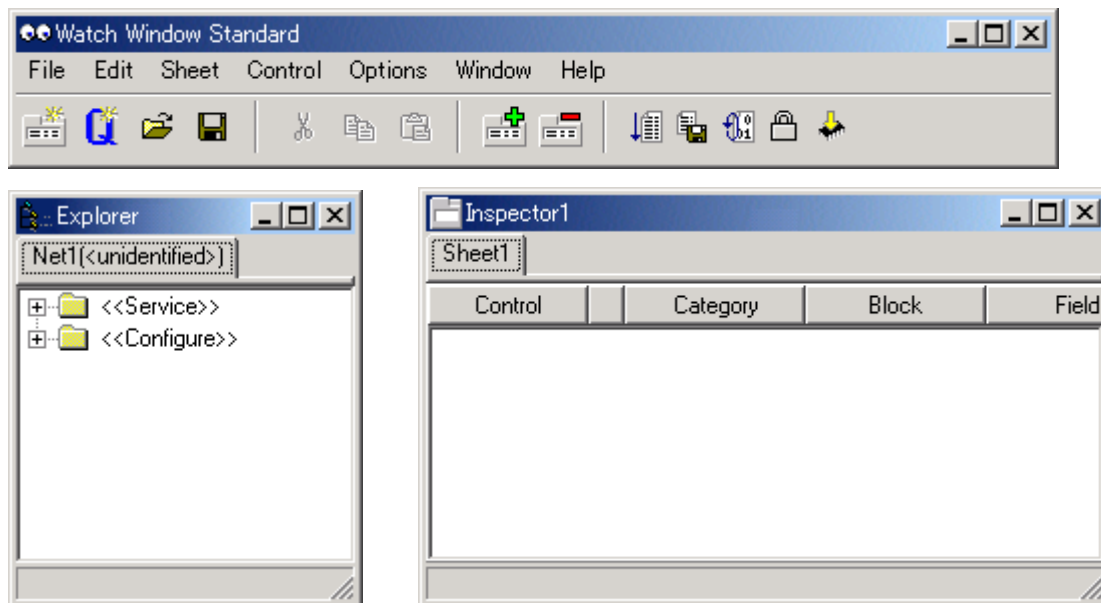 Watch Window Standard
File Edit Sheet Control Options Window Help
Explorer
Net1(<unidentified>)
<<Service>>
<<Configure>>
Inspector1
Sheet1
Control Category Block Field